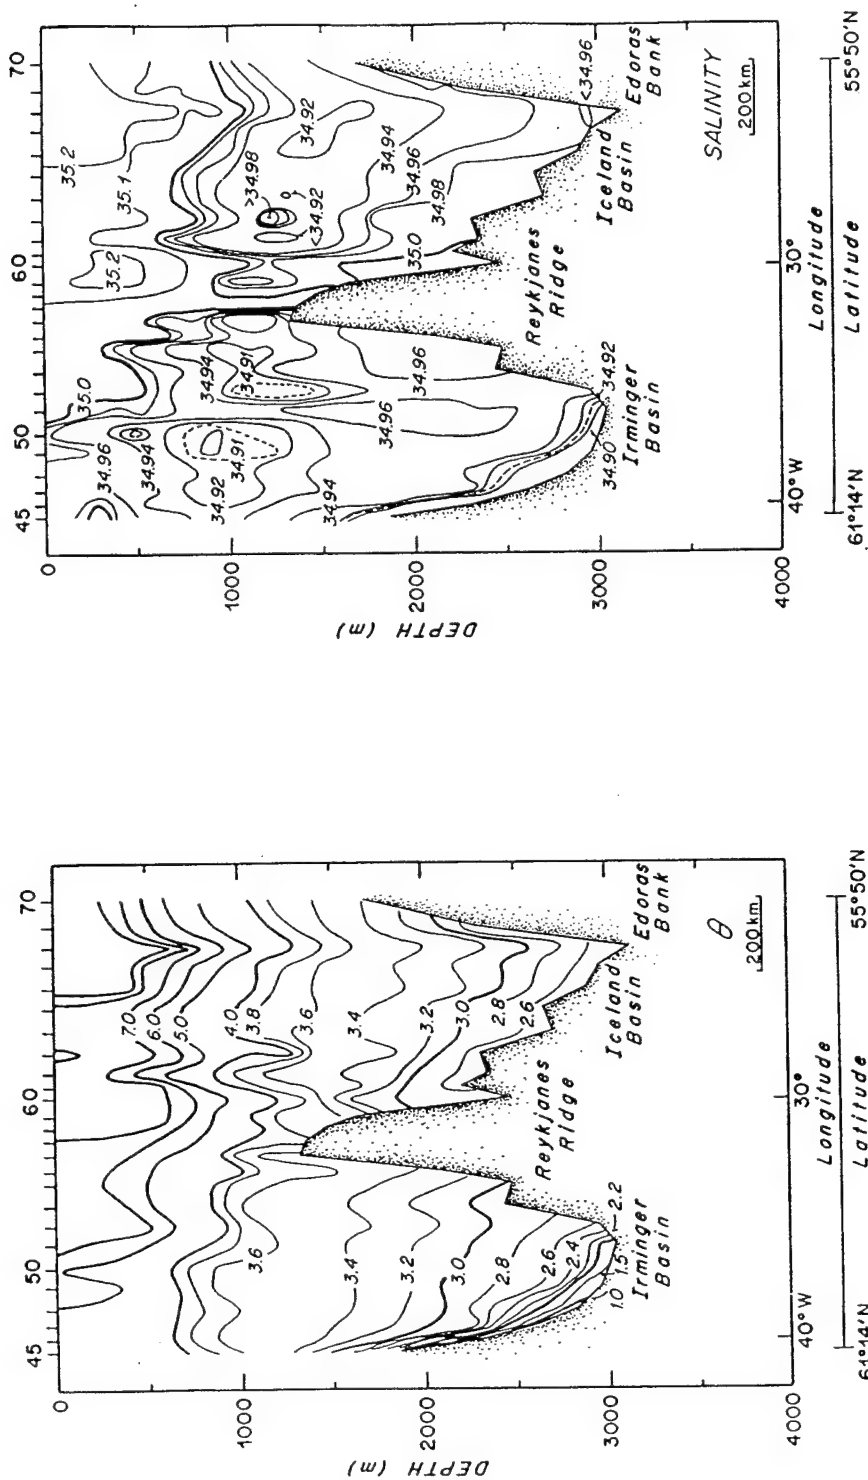 45 50 60 70
0
1000
2000
3000
4000
DEPTH (m)
35.2
35.1
35.2
35.0
34.96
34.94
34.92
34.91
34.94
34.94
34.91
34.96
34.96
>34.98
<34.92
34.92
34.94
34.96
34.98
35.0
34.92
34.90
<34.96
Irminger
Basin
Reykjanes
Ridge
Iceland
Basin
Edoras
Bank
SALINITY
200 km.
40°W 30°
Longitude
61°14'N Latitude 55°50'N
45 50 60 70
0
1000
2000
3000
4000
DEPTH (m)
7.0
6.0
5.0
4.0
3.8
3.6
3.4
3.2
3.0
2.8
2.6
3.6
3.4
3.2
3.0
2.8
2.6
2.4
2.2
1.5
1.0
Irminger
Basin
Reykjanes
Ridge
Iceland
Basin
Edoras
Bank
θ
200 km.
40°W 30°
Longitude
61°14'N Latitude 55°50'N